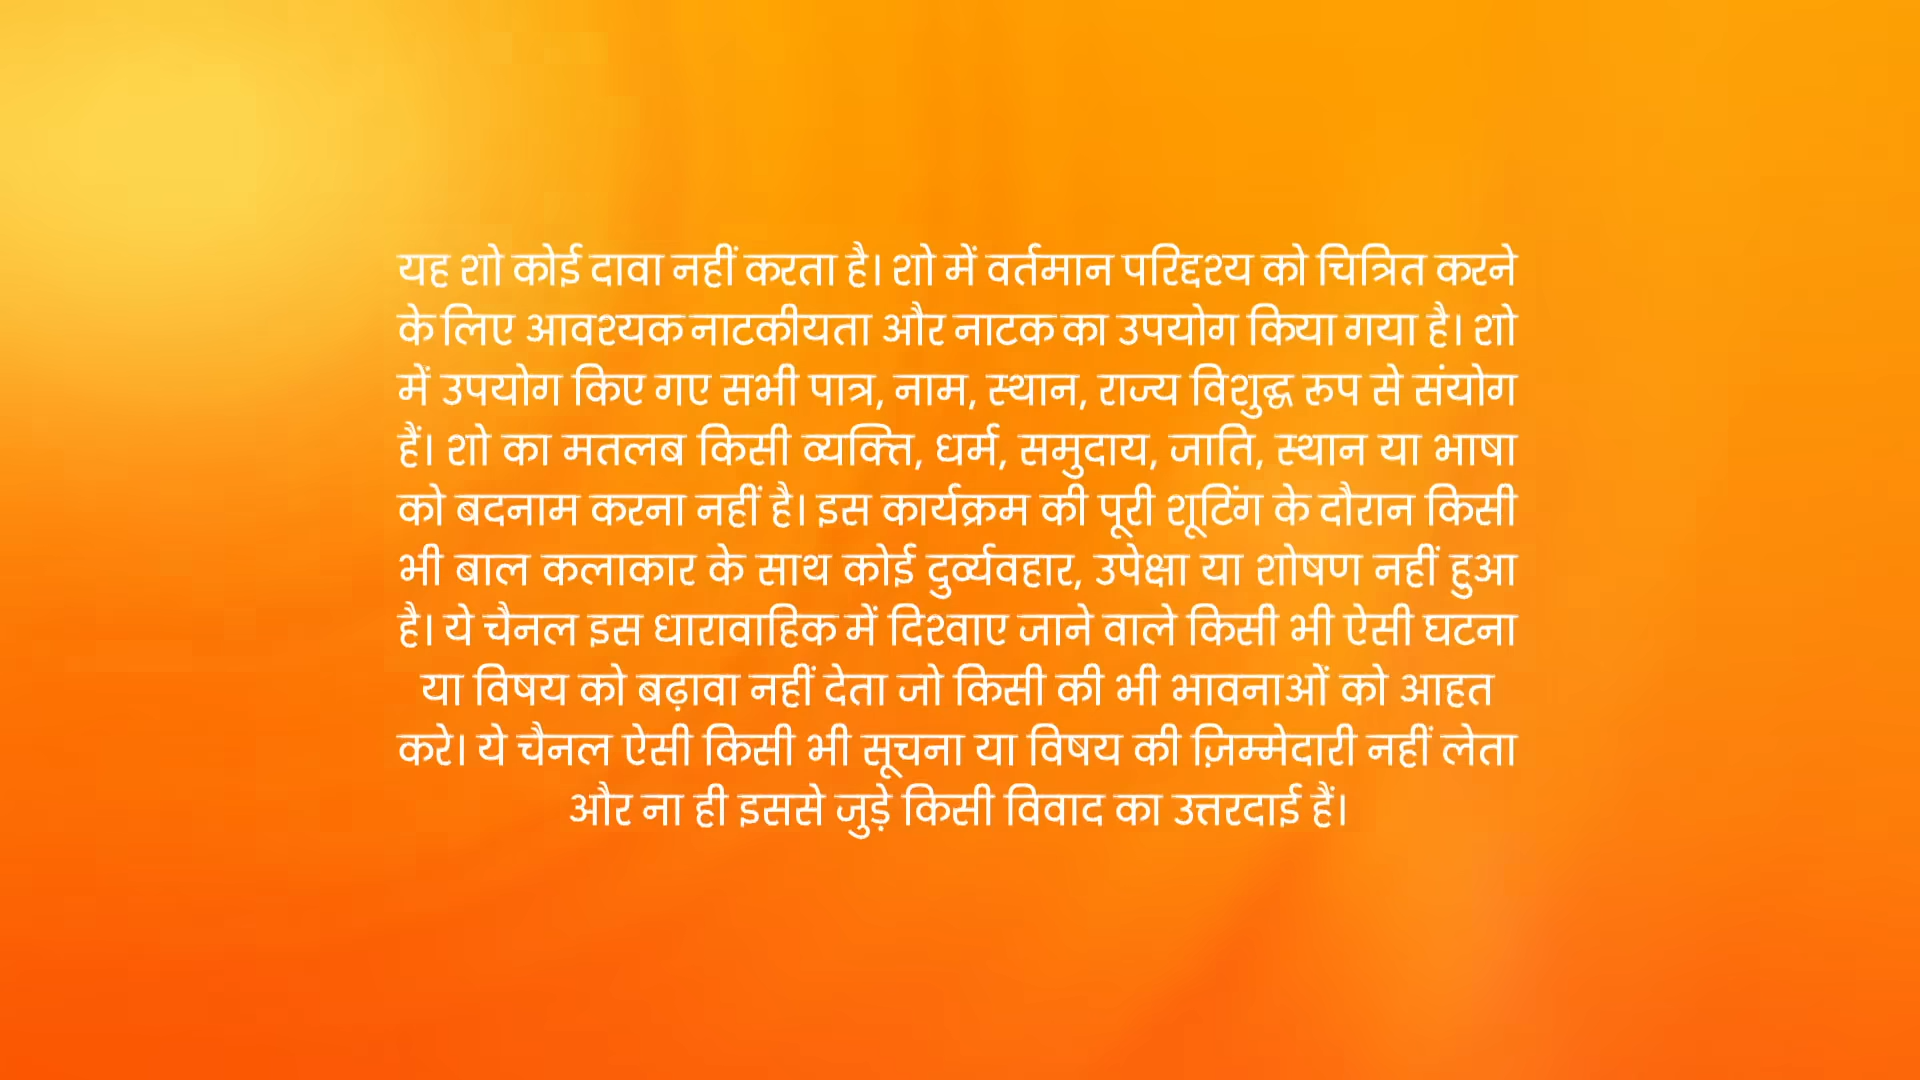 यह शो कोई दावा नहीं करता है। शो में वर्तमान परिद्दश्य को चित्रित करने
के लिए आवश्यक नाटकीयता और नाटक का उपयोग किया गया है। शो
में उपयोग किए गए सभी पात्र, नाम, स्थान, राज्य विशुद्ध रुप से संयोग
हैं। शो का मतलब किसी व्यक्ति, धर्म, समुदाय, जाति, स्थान या भाषा
को बदनाम करना नहीं है। इस कार्यक्रम की पूरी शूटिंग के दौरान किसी
भी बाल कलाकार के साथ कोई दुर्व्यवहार, उपेक्षा या शोषण नहीं हुआ
है। ये चैनल इस धारावाहिक में दिश्वाए जाने वाले किसी भी ऐसी घटना
या विषय को बढ़ावा नहीं देता जो किसी की भी भावनाओं को आहत
करे। ये चैनल ऐसी किसी भी सूचना या विषय की ज़िम्मेदारी नहीं लेता
और ना ही इससे जुड़े किसी विवाद का उत्तरदाई हैं।